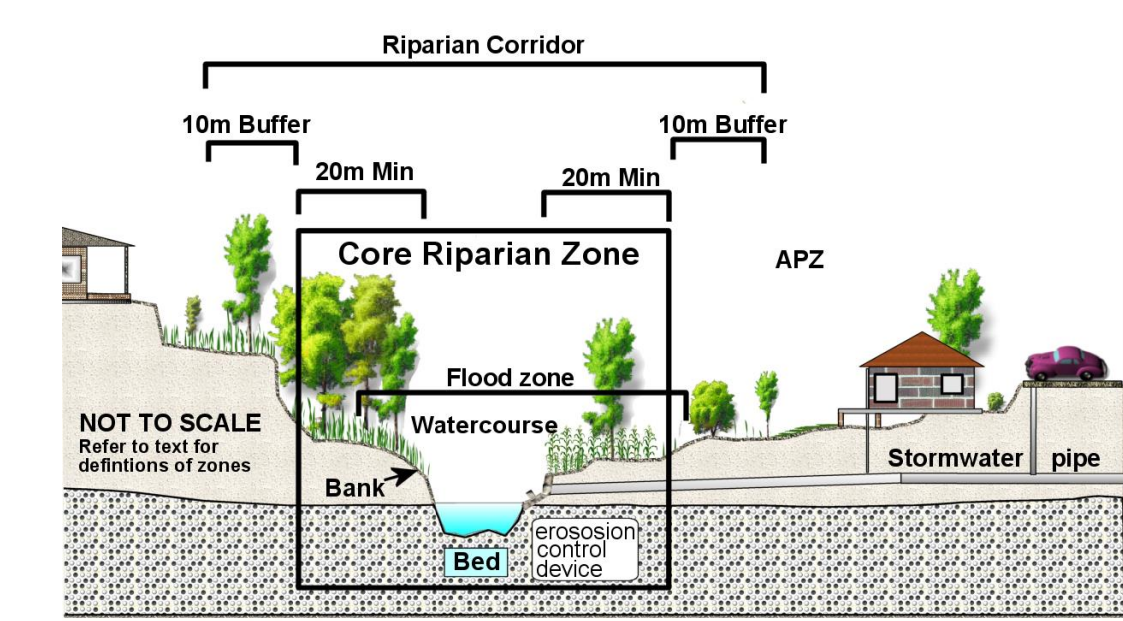 Riparian Corridor
10m Buffer
10m Buffer
20m Min
20m Min
Core Riparian Zone
APZ
Flood zone
NOT TO SCALE
Refer to text for
defintions of zones
Watercourse
Bank
Stormwater pipe
erososion
control
device
Bed